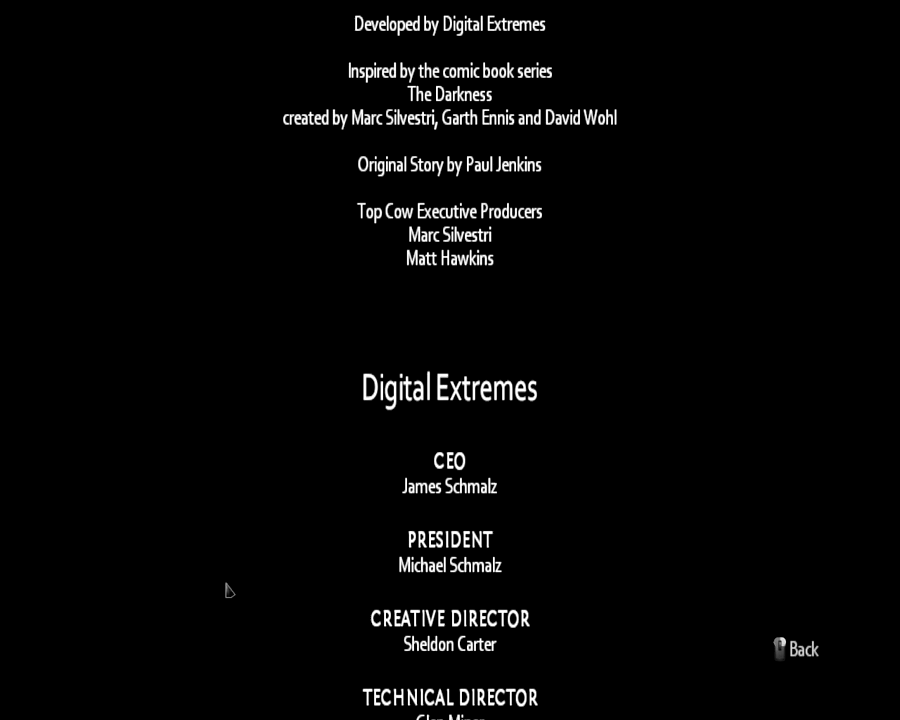 Developed by Digital Extremes
Inspired by the comic book series
The Darkness
created by Marc Silvestri, Garth Ennis and David Wohl
Original Story by Paul Jenkins
Top Cow Executive Producers
Marc Silvestri
Matt Hawkins
Digital Extremes
CEO
James Schmalz
PRESIDENT
Michael Schmalz
CREATIVE DIRECTOR
Sheldon Carter
Back
TECHNICAL DIRECTOR